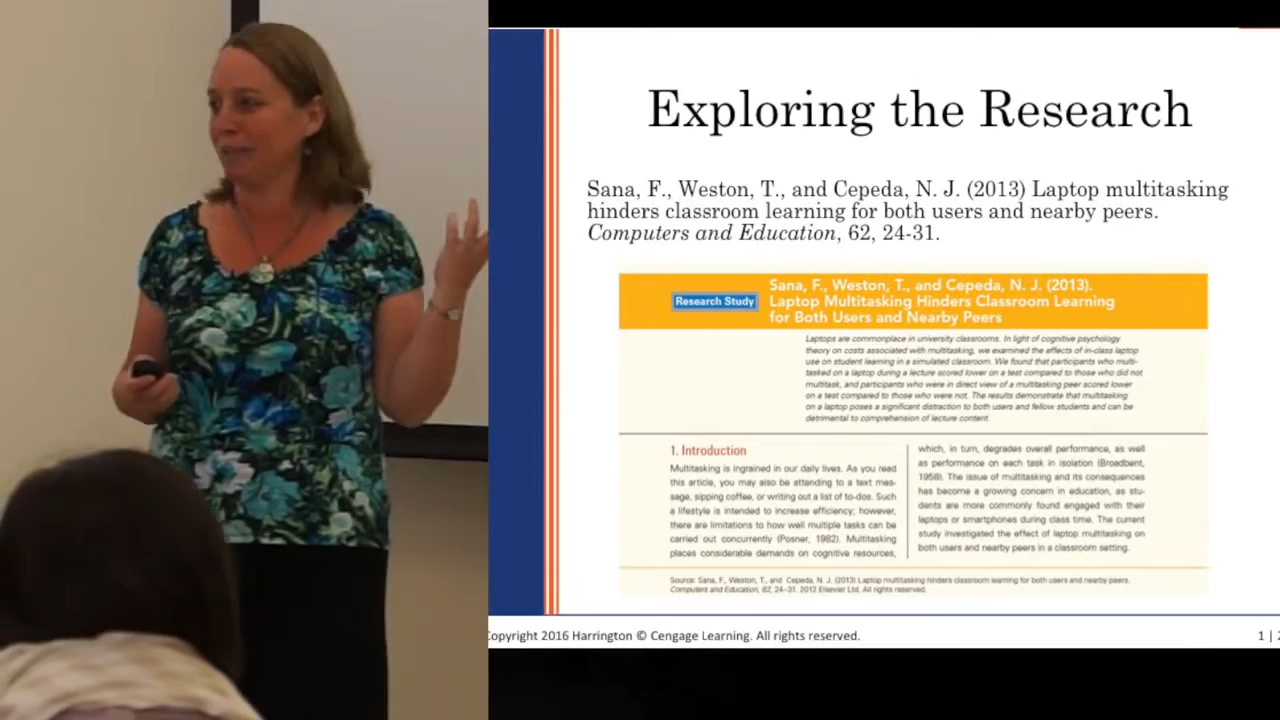 Exploring the Research
Sana, F., Weston, T., and Cepeda, N. J. (2013) Laptop multitasking
hinders classroom learning for both users and nearby peers.
Computers and Education, 62, 24-31.
Research Study
Sana, F., Weston, T., and Cepeda, N. J. (2013).
Laptop Multitasking Hinders Classroom Learning
for Both Users and Nearby Peers
Laptops are commonplace in university classrooms. In light of cognitive psychology
theory on costs associated with multitasking, we examined the effects of in-class laptop
use on student learning in a simulated classroom. We found that participants who multi-
tasked on a laptop during a lecture scored lower on a test compared to those who did not
multitask, and participants who were in direct view of a multitasking peer scored lower
on a test compared to those who were not. The results demonstrate that multitasking
on a laptop poses a significant distraction to both users and fellow students and can be
detrimental to comprehension of lecture content.
1. Introduction
Multitasking is ingrained in our daily lives. As you read
this article, you may also be attending to a text mes-
sage, sipping coffee, or writing out a list of to-dos. Such
a lifestyle is intended to increase efficiency; however,
there are limitations to how well multiple tasks can be
carried out concurrently (Posner, 1982). Multitasking
places considerable demands on cognitive resources,
which, in turn, degrades overall performance, as well
as performance on each task in isolation (Broadbent,
1958). The issue of multitasking and its consequences
has become a growing concern in education, as stu-
dents are more commonly found engaged with their
laptops or smartphones during class time. The current
study investigated the effect of laptop multitasking on
both users and nearby peers in a classroom setting.
Source: Sana, F., Weston, T., and Cepeda, N. J. (2013) Laptop multitasking hinders classroom learning for both users and nearby peers.
Computers and Education, 62, 24–31. 2012 Elsevier Ltd. All rights reserved.
opyright 2016 Harrington © Cengage Learning. All rights reserved.
1 | 2